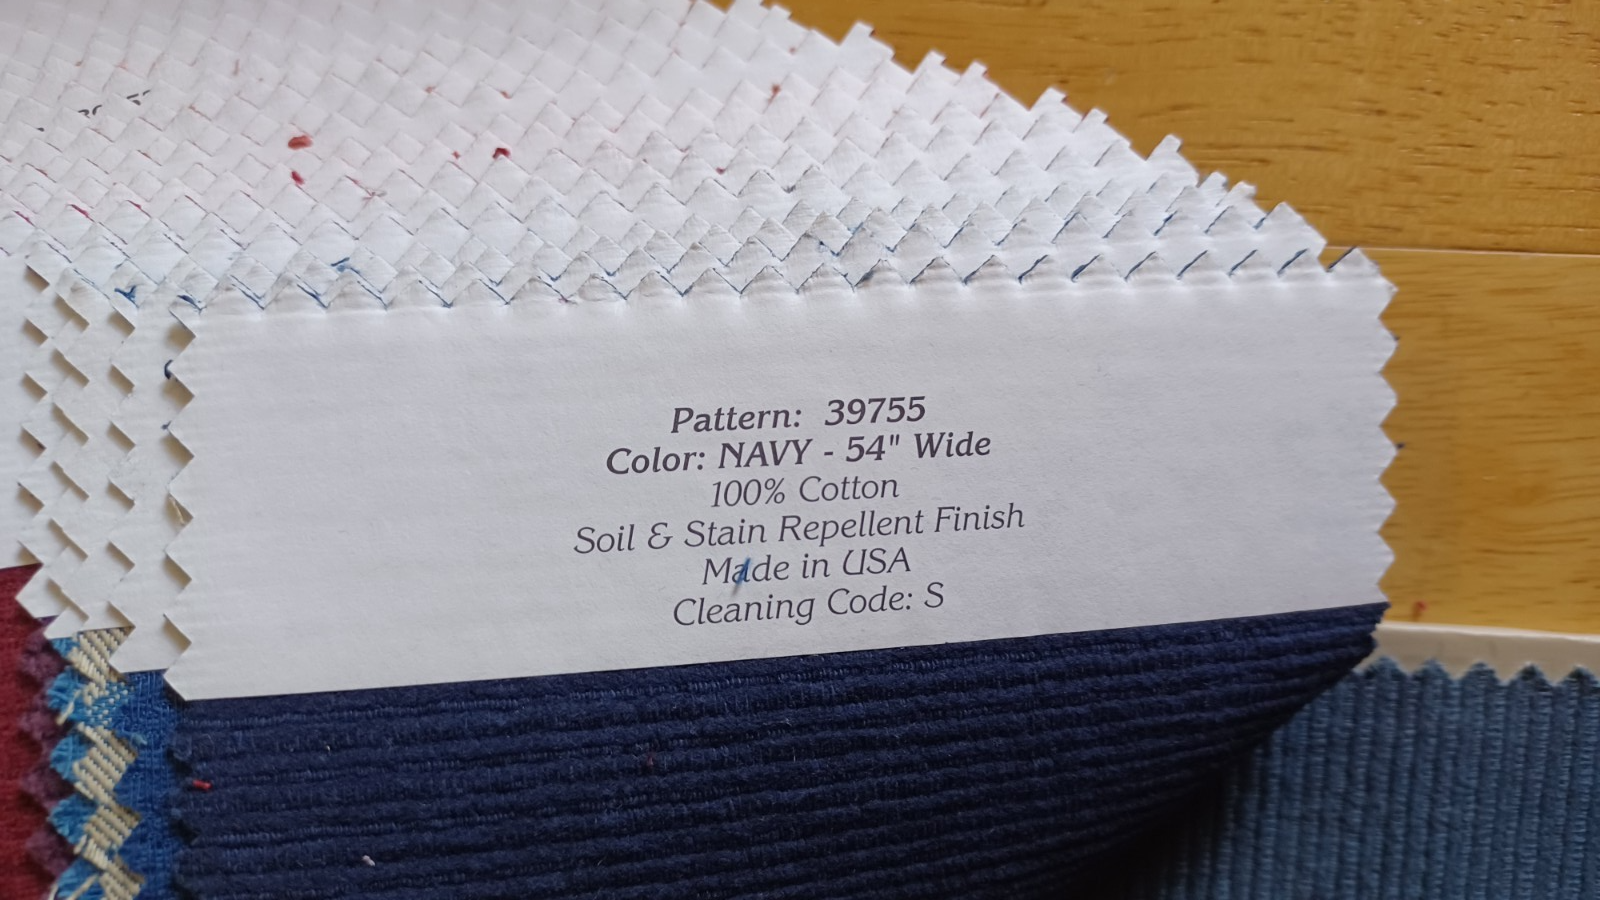 Pattern: 39755
Color: NAVY - 54" Wide
100% Cotton
Soil & Stain Repellent Finish
Made in USA
Cleaning Code: S